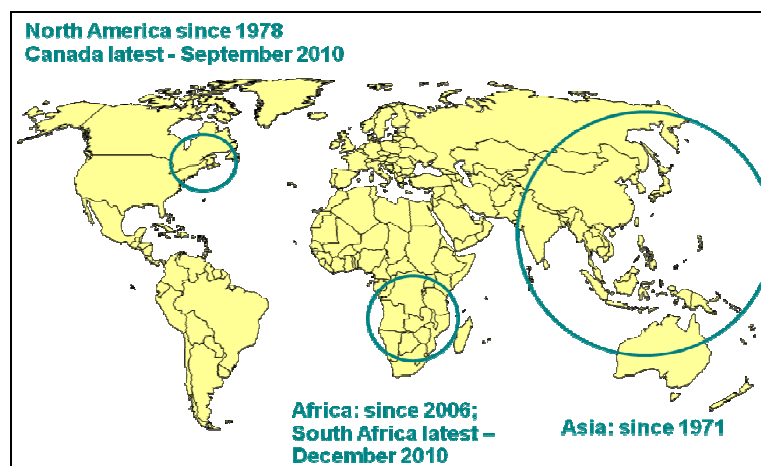 North America since 1978
Canada latest - September 2010
Africa: since 2006;
South Africa latest –
December 2010
Asia: since 1971